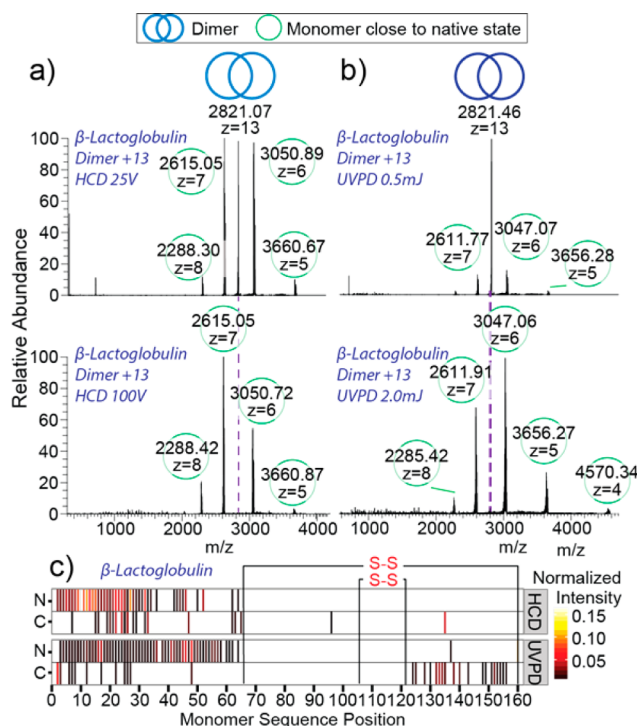 Dimer Monomer close to native state
a)
b)
2821.07
z=13
2821.46
z=13
β-Lactoglobulin
Dimer +13
HCD 25V
2615.05
z=7
3050.89
z=6
2288.30
z=8
3660.67
z=5
β-Lactoglobulin
Dimer +13
UVPD 0.5mJ
2611.77
z=7
3047.07
z=6
3656.28
z=5
100
80
60
40
20
0
Relative Abundance
β-Lactoglobulin
Dimer +13
HCD 100V
2615.05
z=7
3050.72
z=6
2288.42
z=8
3660.87
z=5
β-Lactoglobulin
Dimer +13
UVPD 2.0mJ
3047.06
z=6
2611.91
z=7
3656.27
z=5
2285.42
z=8
4570.34
z=4
100
80
60
40
20
0
1000 2000 3000 4000
m/z
1000 2000 3000 4000
m/z m/z
c) β-Lactoglobulin
S-S
S-S
N
C
HCD
N
C
UVPD
0 10 20 30 40 50 60 70 80 90 100 110 120 130 140 150 160
Monomer Sequence Position
Normalized
Intensity
0.15
0.10
0.05